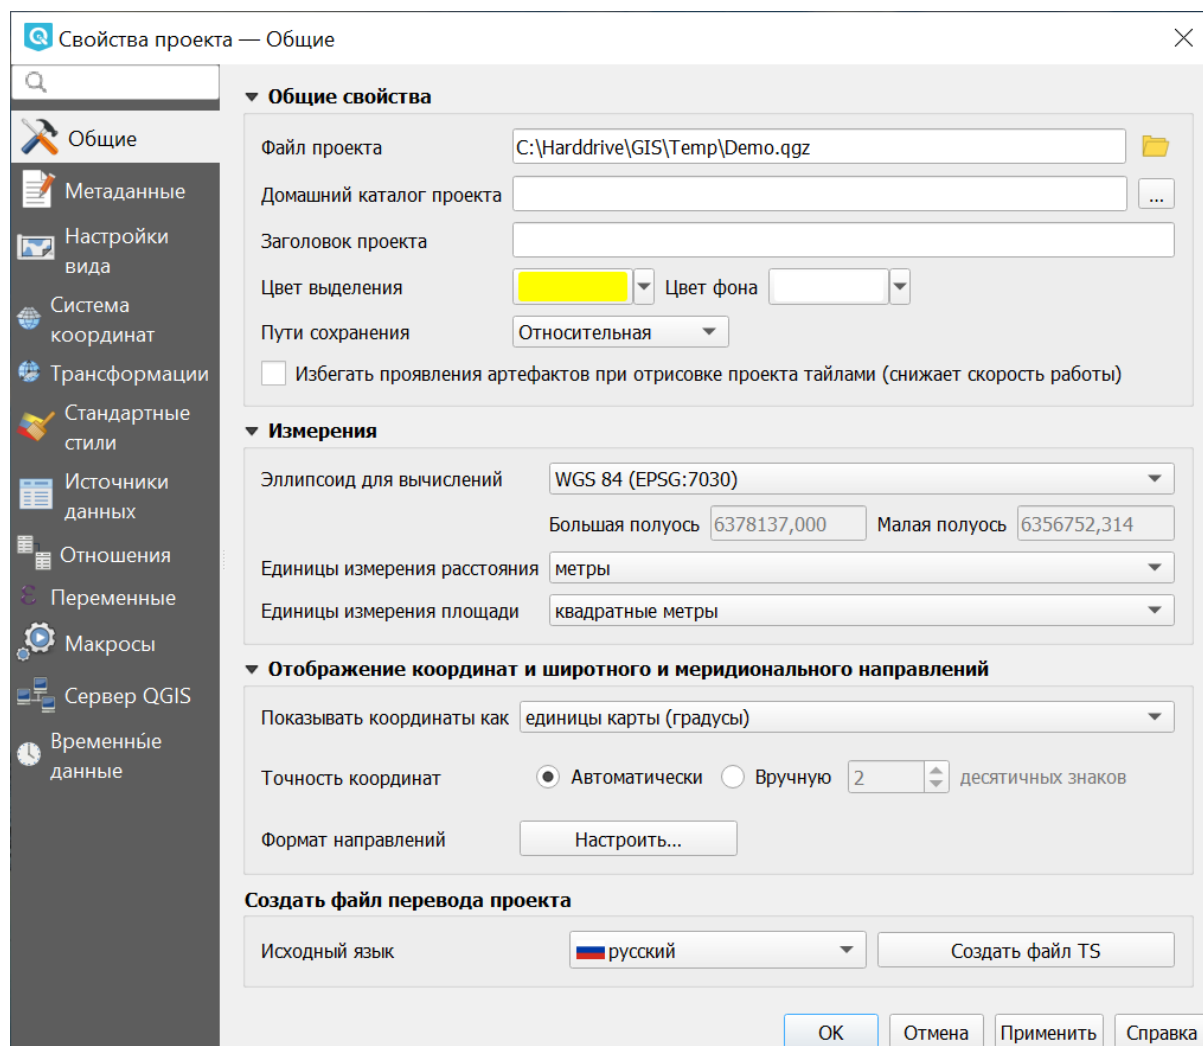 Свойства проекта — Общие
Общие
Метаданные
Настройки
вида
Система
координат
Трансформации
Стандартные
стили
Источники
данных
Отношения
Переменные
Макросы
Сервер QGIS
Временны́е
данные
Общие свойства
Файл проекта C:\Harddrive\GIS\Temp\Demo.qgz
Домашний каталог проекта ...
Заголовок проекта
Цвет выделения Цвет фона
Пути сохранения Относительная
Избегать проявления артефактов при отрисовке проекта тайлами (снижает скорость работы)
Измерения
Эллипсоид для вычислений WGS 84 (EPSG:7030)
Большая полуось 6378137,000 Малая полуось 6356752,314
Единицы измерения расстояния метры
Единицы измерения площади квадратные метры
Отображение координат и широтного и меридионального направлений
Показывать координаты как единицы карты (градусы)
Точность координат Автоматически Вручную 2 десятичных знаков
Формат направлений Настроить...
Создать файл перевода проекта
Исходный язык русский Создать файл TS
OK Отмена Применить Справка